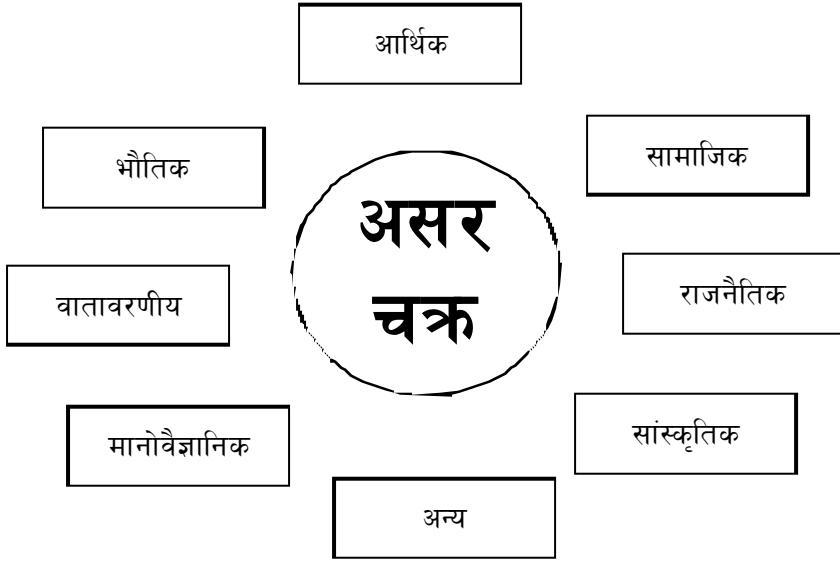 आर्थिक
भौतिक
सामाजिक
असर
चक्र
वातावरणीय
राजनैतिक
मानोवैज्ञानिक
सांस्कृतिक
अन्य